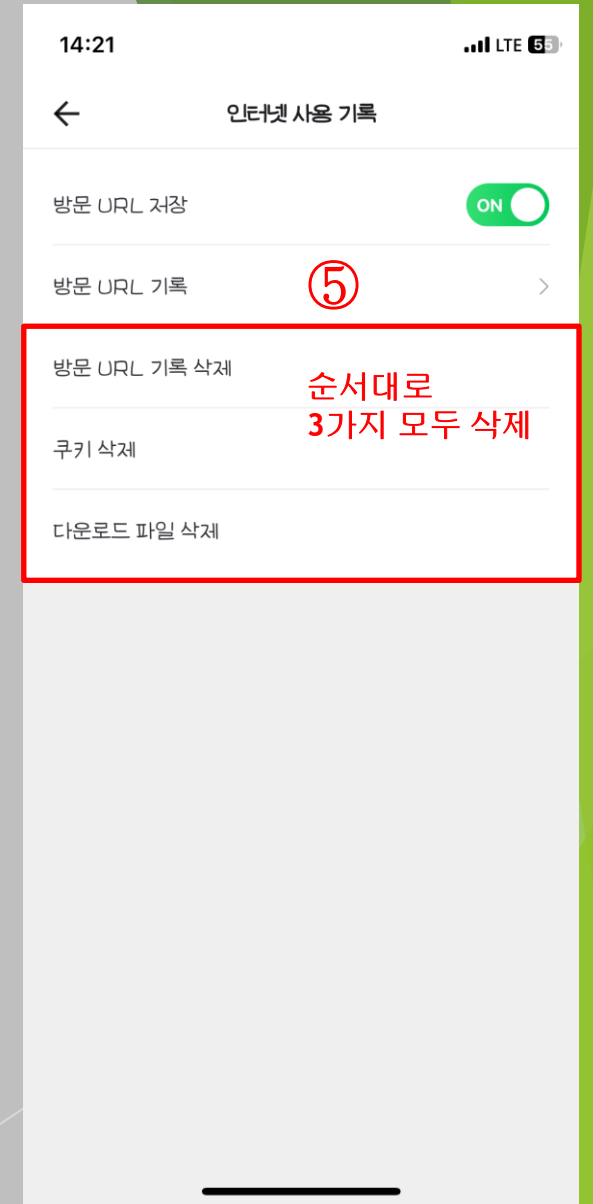 14:21 LTE 55
인터넷 사용 기록
방문 URL 저장 ON
방문 URL 기록 ⑤
방문 URL 기록 삭제
순서대로
3가지 모두 삭제
쿠키 삭제
다운로드 파일 삭제